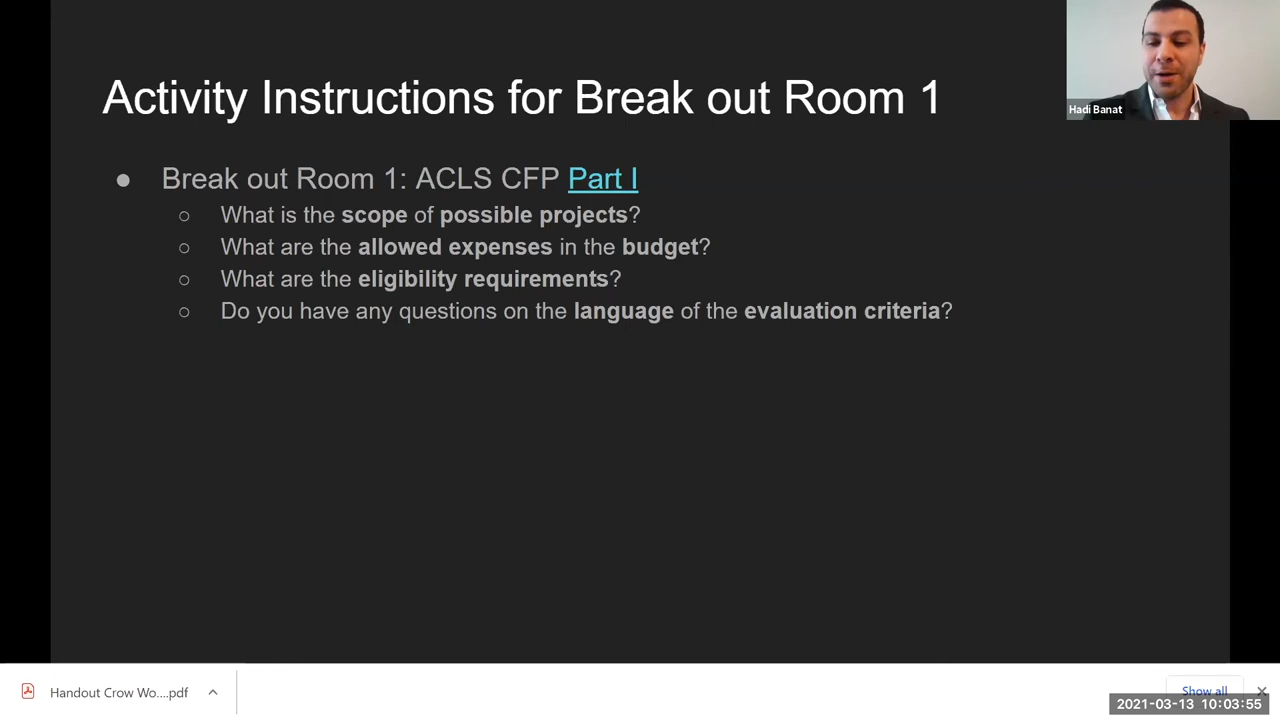 Activity Instructions for Break out Room 1
Hadi Banat
● Break out Room 1: ACLS CFP Part I
○ What is the scope of possible projects?
○ What are the allowed expenses in the budget?
○ What are the eligibility requirements?
○ Do you have any questions on the language of the evaluation criteria?
Handout Crow Wo....pdf
Show all
2021-03-13 10:03:55